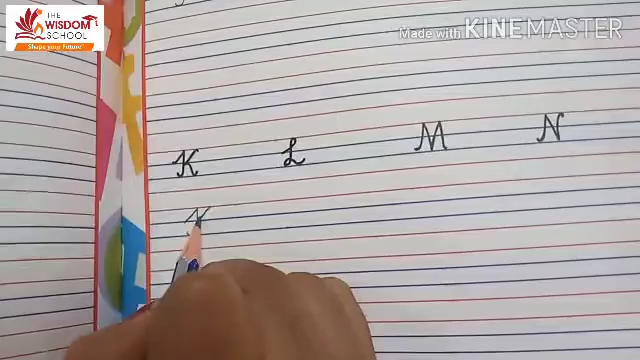 THE
WISDOM
SCHOOL
"Shape your Future"
Made with KINEMASTER
K L M N